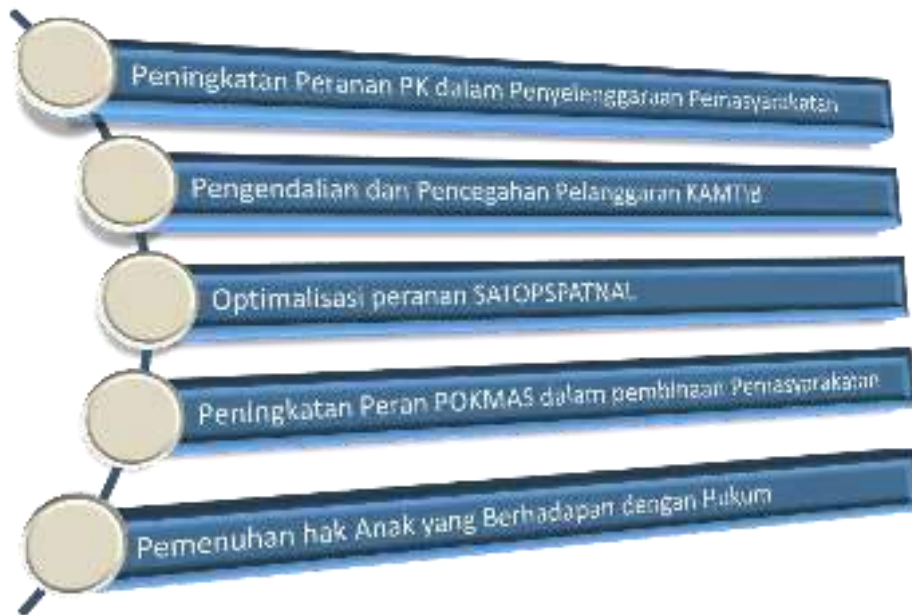 Peningkatan Peranan PK dalam Penyelenggaraan Pemasyarakatan
Pengendalian dan Pencegahan Pelanggaran KAMTIB
Optimalisasi peranan SATOPSPATNAL
Peningkatan Peran POKMAS dalam pembinaan Pemasyarakatan
Pemenuhan hak Anak yang Berhadapan dengan Hukum